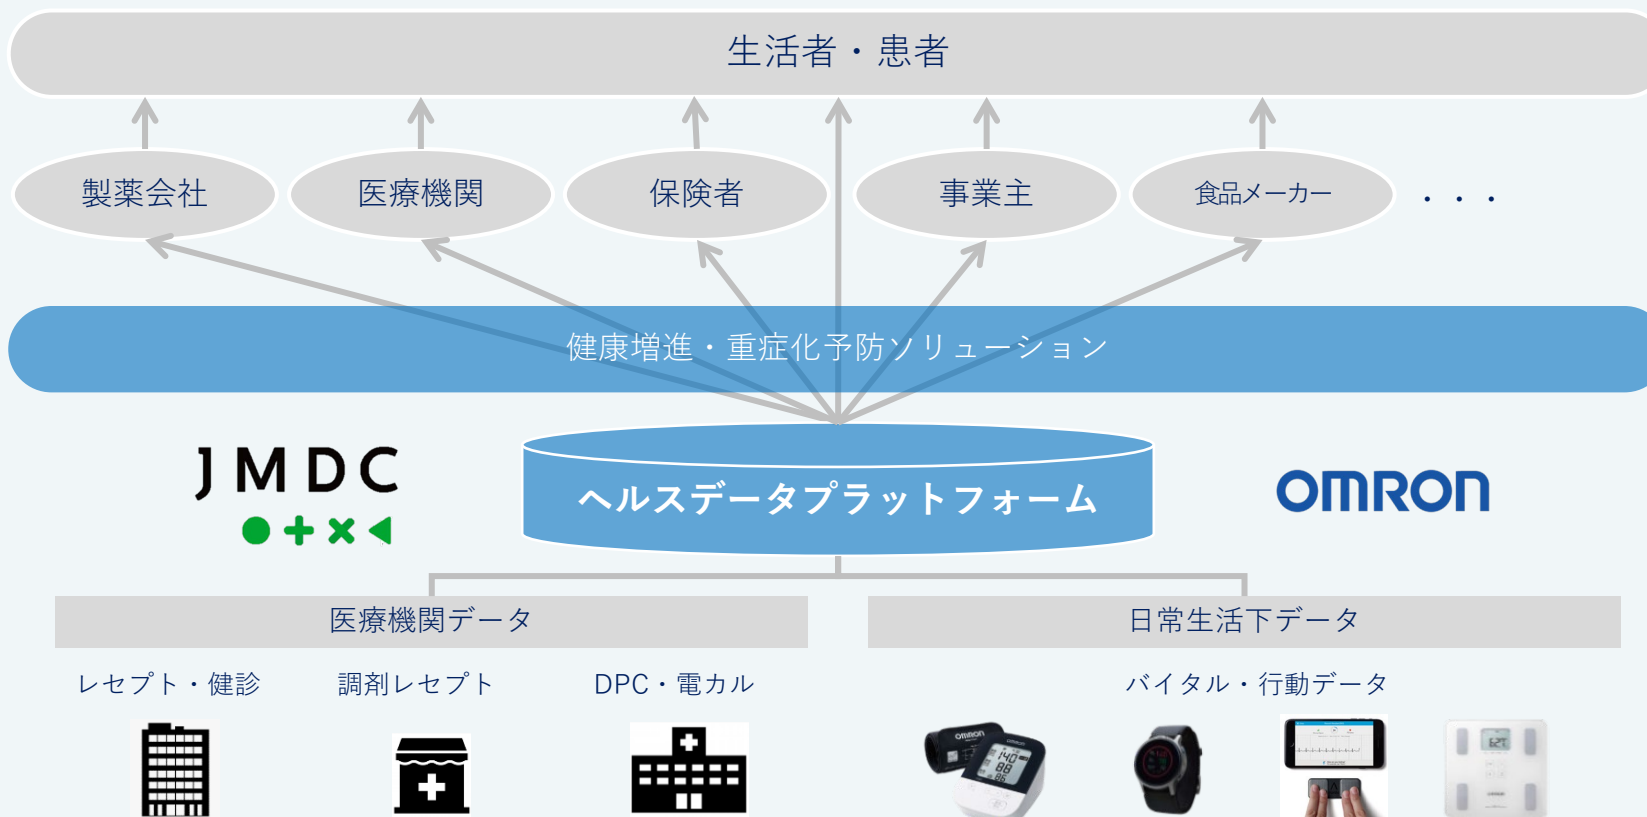 生活者・患者
製薬会社
医療機関
保険者
事業主
食品メーカー
・・・
健康増進・重症化予防ソリューション
JMDC
ヘルスデータプラットフォーム
OMRON
医療機関データ
日常生活下データ
レセプト・健診
調剤レセプト
DPC・電カル
バイタル・行動データ
OMRON
140
88
86